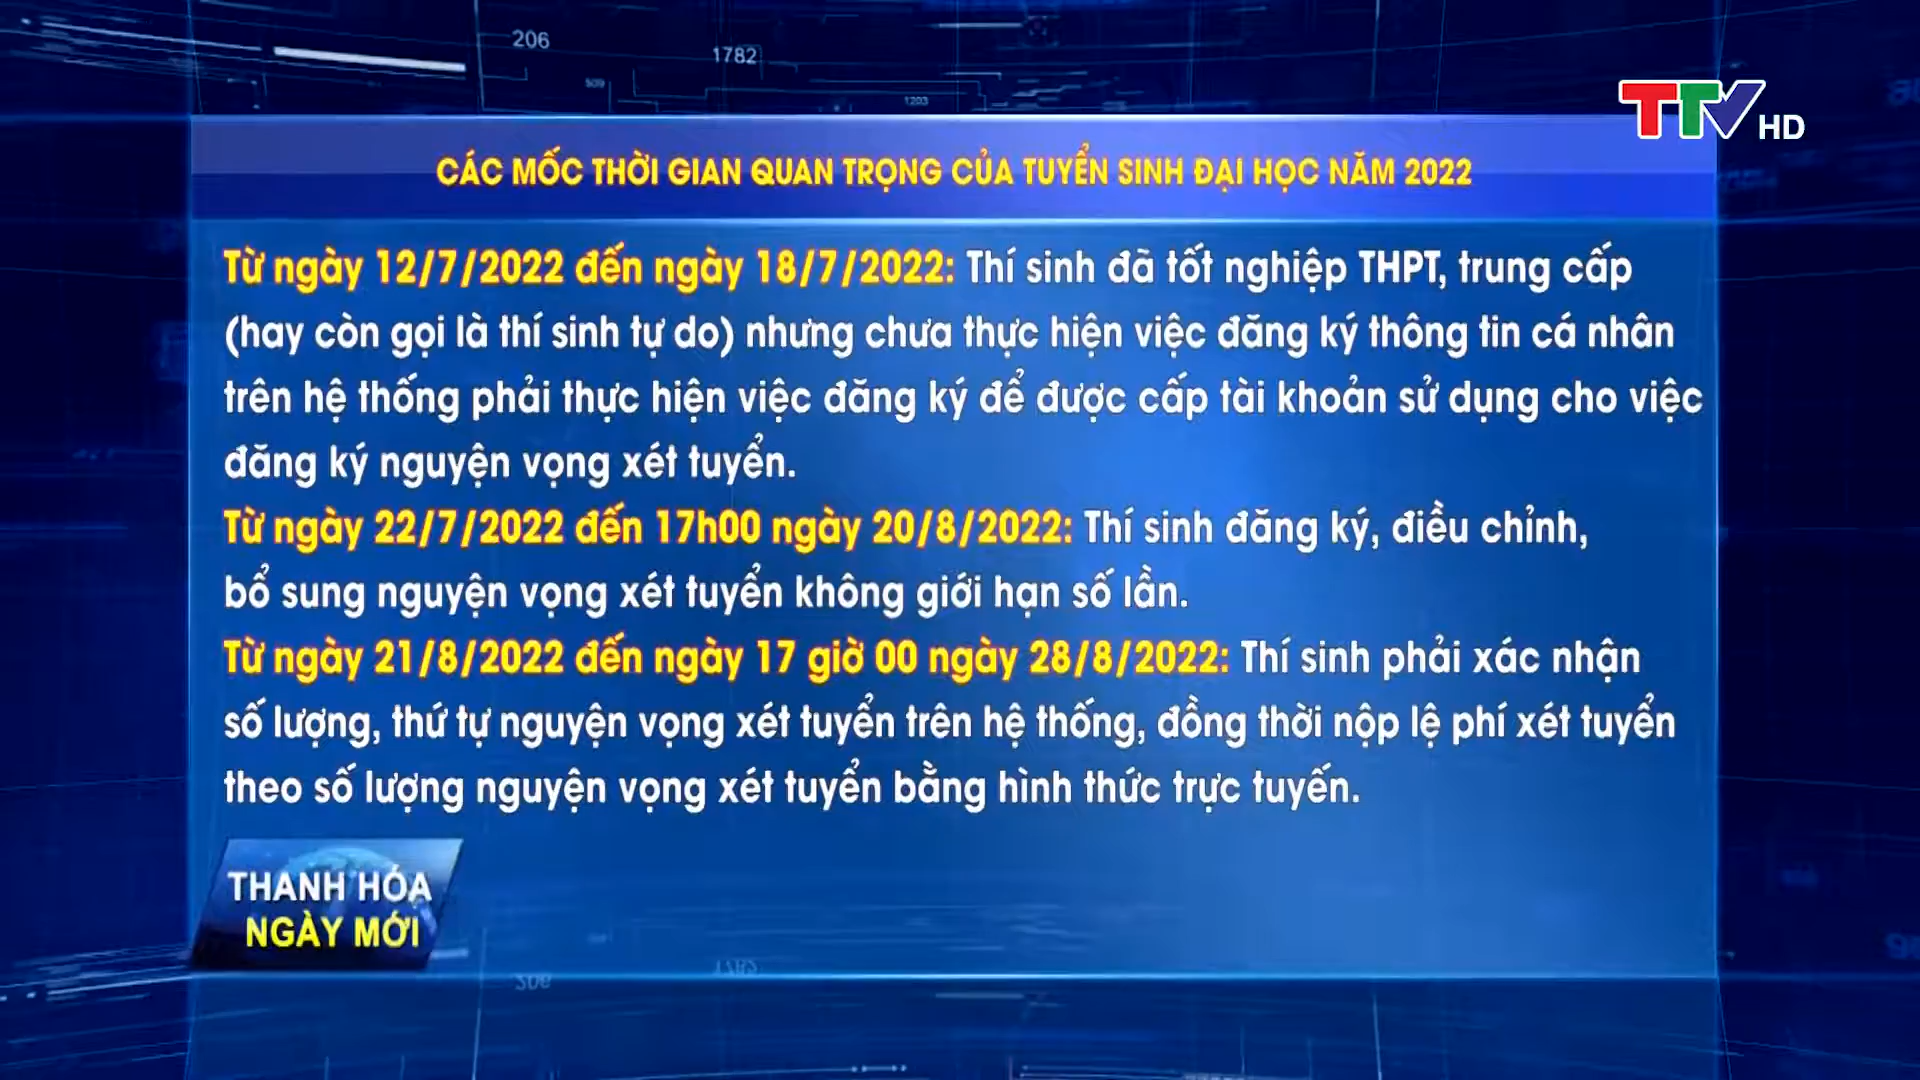 206
1782
509
1203
TTV HD
CÁC MỐC THỜI GIAN QUAN TRỌNG CỦA TUYỂN SINH ĐẠI HỌC NĂM 2022
Từ ngày 12/7/2022 đến ngày 18/7/2022: Thí sinh đã tốt nghiệp THPT, trung cấp
(hay còn gọi là thí sinh tự do) nhưng chưa thực hiện việc đăng ký thông tin cá nhân
trên hệ thống phải thực hiện việc đăng ký để được cấp tài khoản sử dụng cho việc
đăng ký nguyện vọng xét tuyển.
Từ ngày 22/7/2022 đến 17h00 ngày 20/8/2022: Thí sinh đăng ký, điều chỉnh,
bổ sung nguyện vọng xét tuyển không giới hạn số lần.
Từ ngày 21/8/2022 đến ngày 17 giờ 00 ngày 28/8/2022: Thí sinh phải xác nhận
số lượng, thứ tự nguyện vọng xét tuyển trên hệ thống, đồng thời nộp lệ phí xét tuyển
theo số lượng nguyện vọng xét tuyển bằng hình thức trực tuyến.
THANH HÓA
NGÀY MỚI